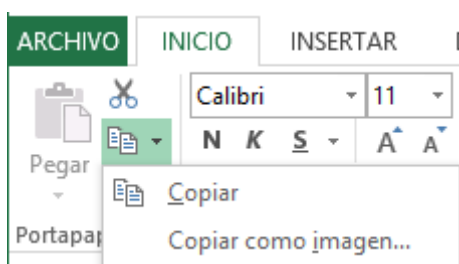 ARCHIVO INICIO INSERTAR
Calibri 11
N K S A A
Pegar
Copiar
Portapap
Copiar como imagen...